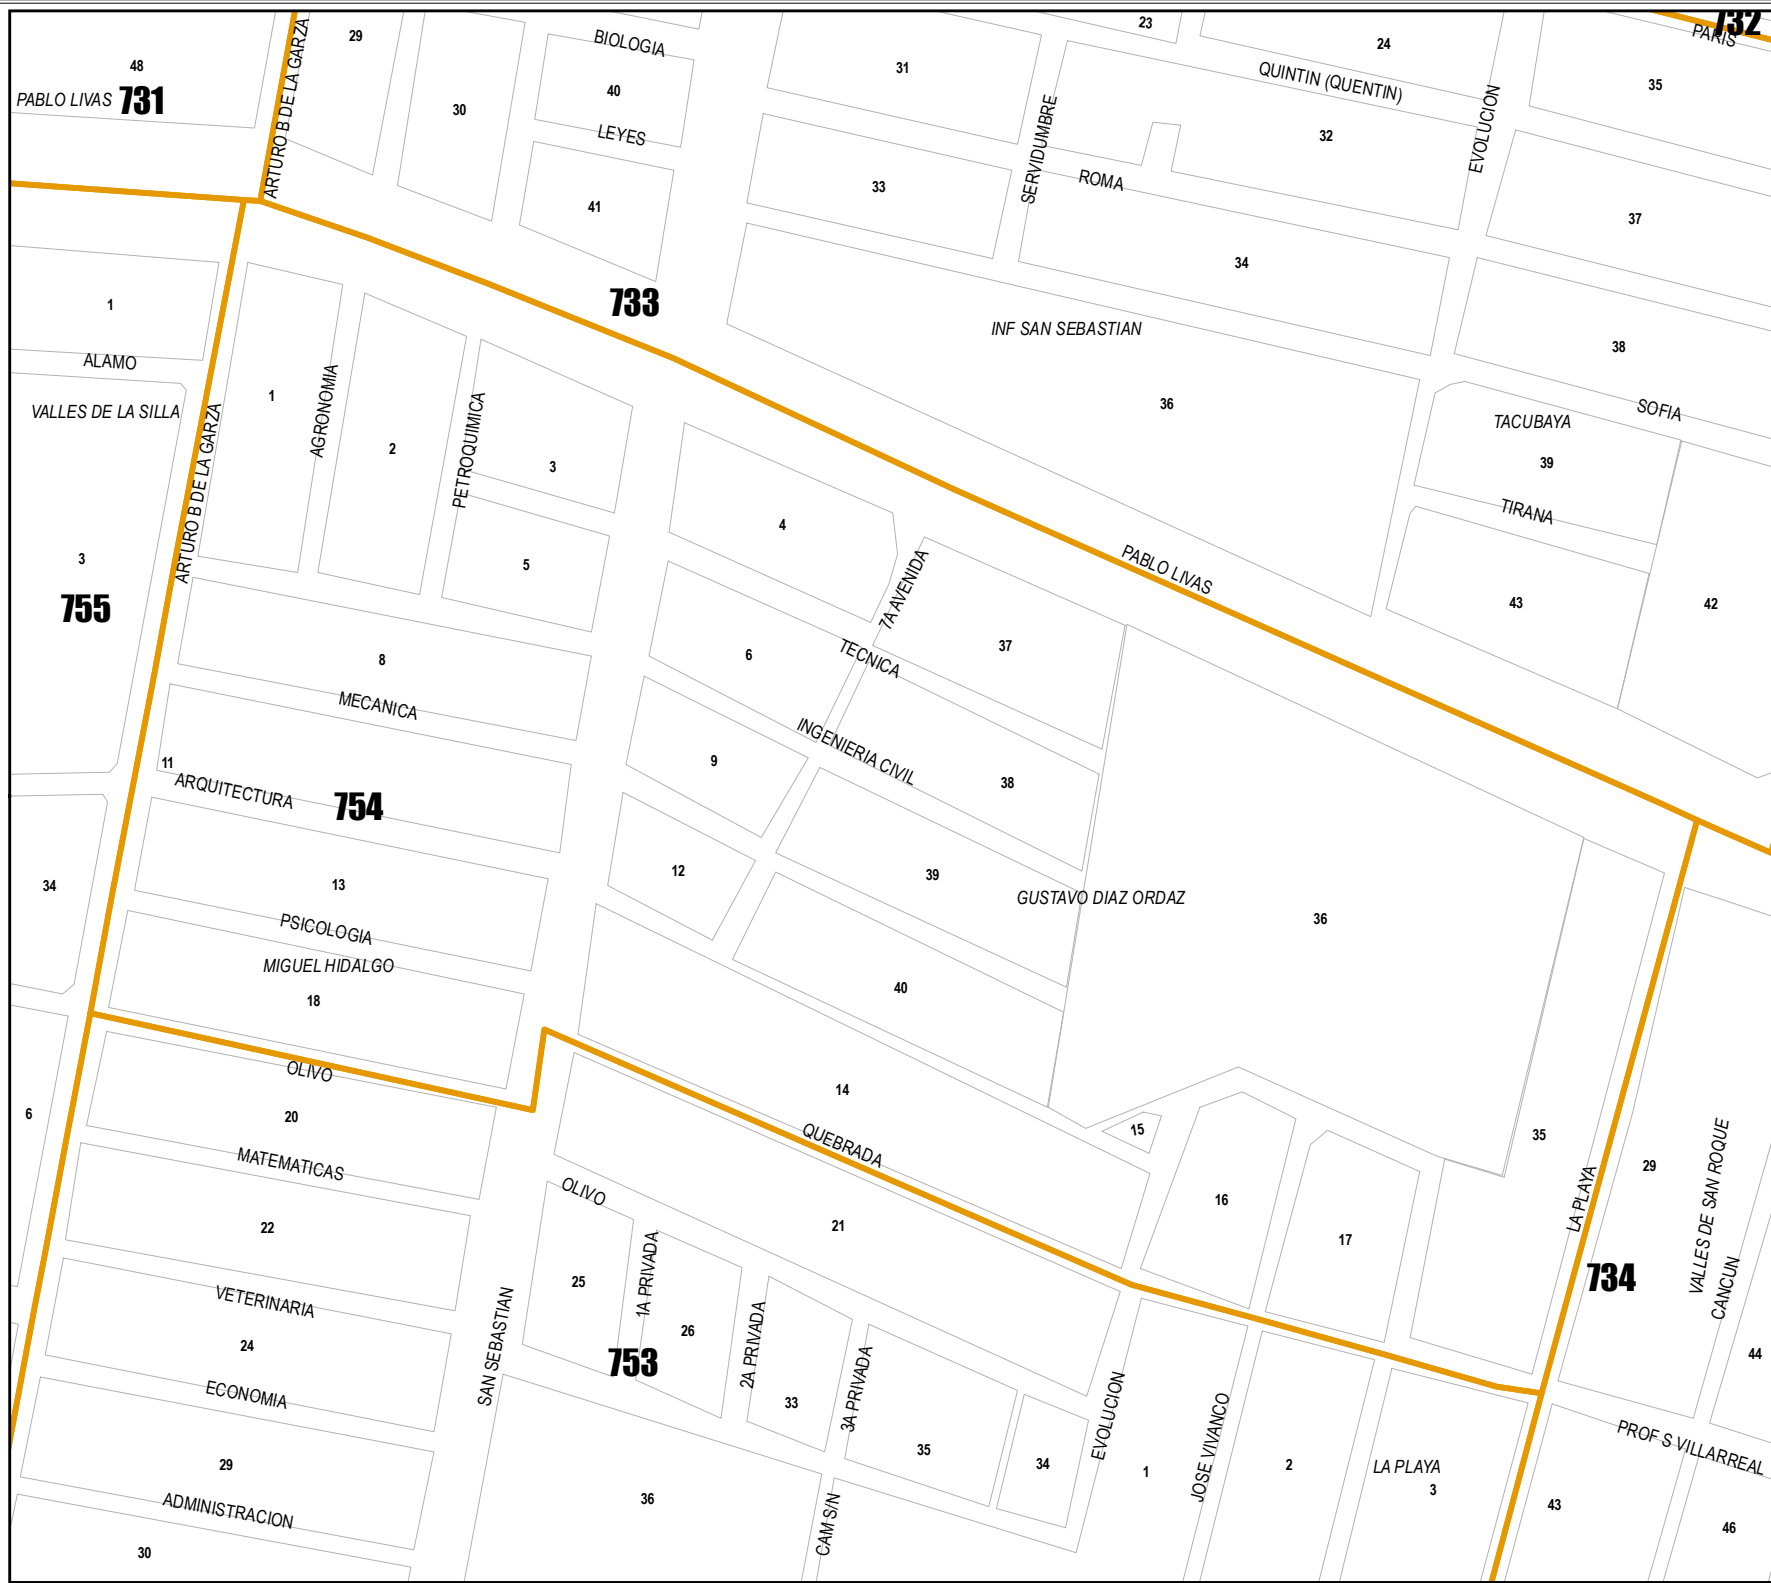 732
PARIS
23
24
29
BIOLOGIA
31
48
QUINTIN (QUENTIN)
35
PABLO LIVAS
731
ARTURO B DE LA GARZA
30
40
LEYES
SERVIDUMBRE
32
EVOLUCION
33
ROMA
41
37
34
1
733
INF SAN SEBASTIAN
38
ALAMO
VALLES DE LA SILLA
ARTURO B DE LA GARZA
1
AGRONOMIA
2
PETROQUIMICA
3
36
SOFIA
TACUBAYA
39
TIRANA
4
3
755
5
7A AVENIDA
PABLO LIVAS
43
42
8
6
TECNICA
37
MECANICA
INGENIERIA CIVIL
9
38
11
ARQUITECTURA
754
12
39
34
13
GUSTAVO DIAZ ORDAZ
36
PSICOLOGIA
MIGUEL HIDALGO
18
40
OLIVO
14
6
20
QUEBRADA
15
35
MATEMATICAS
OLIVO
16
LA PLAYA
29
VALLES DE SAN ROQUE
22
21
17
25
1A PRIVADA
734
CANCUN
VETERINARIA
SAN SEBASTIAN
26
24
753
2A PRIVADA
44
ECONOMIA
33
3A PRIVADA
EVOLUCION
JOSE VIVANCO
PROF S VILLARREAL
29
35
34
1
2
LA PLAYA
3
36
43
ADMINISTRACION
CAM S/N
46
30